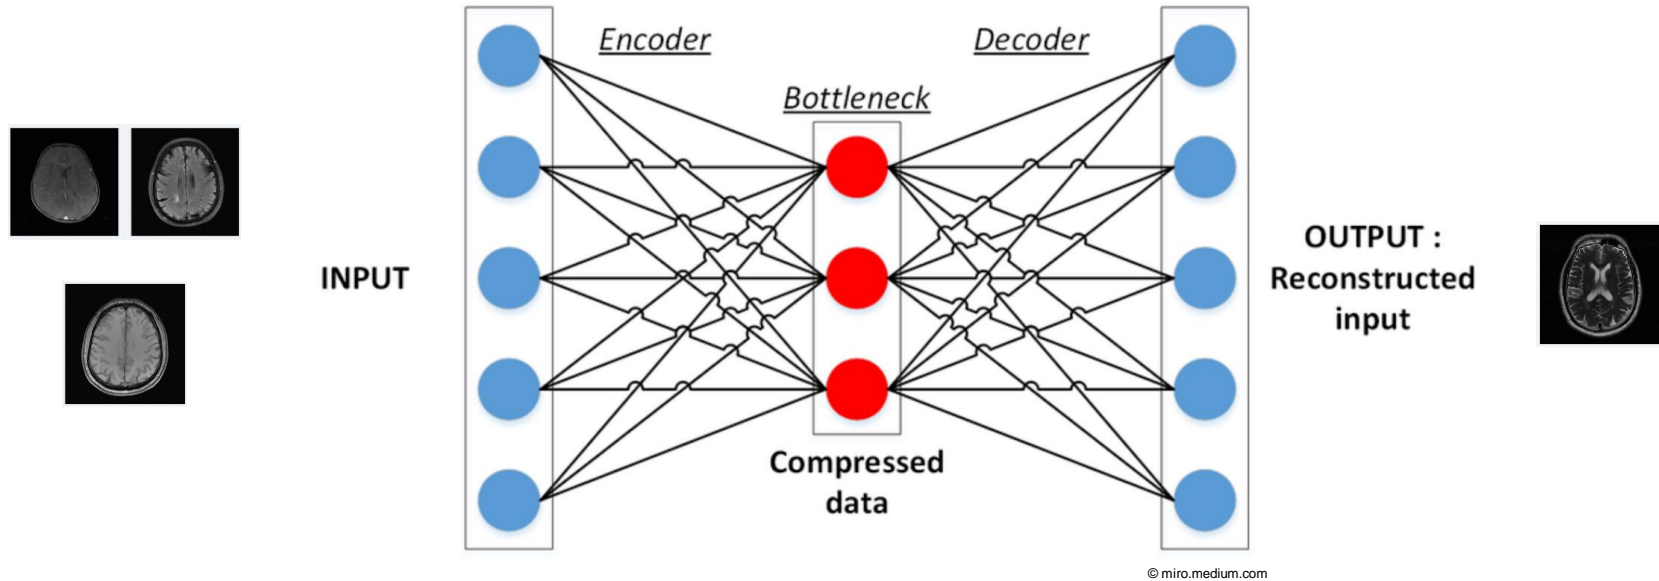 Encoder
Decoder
Bottleneck
INPUT
OUTPUT :
Reconstructed
input
Compressed
data
© miro.medium.com